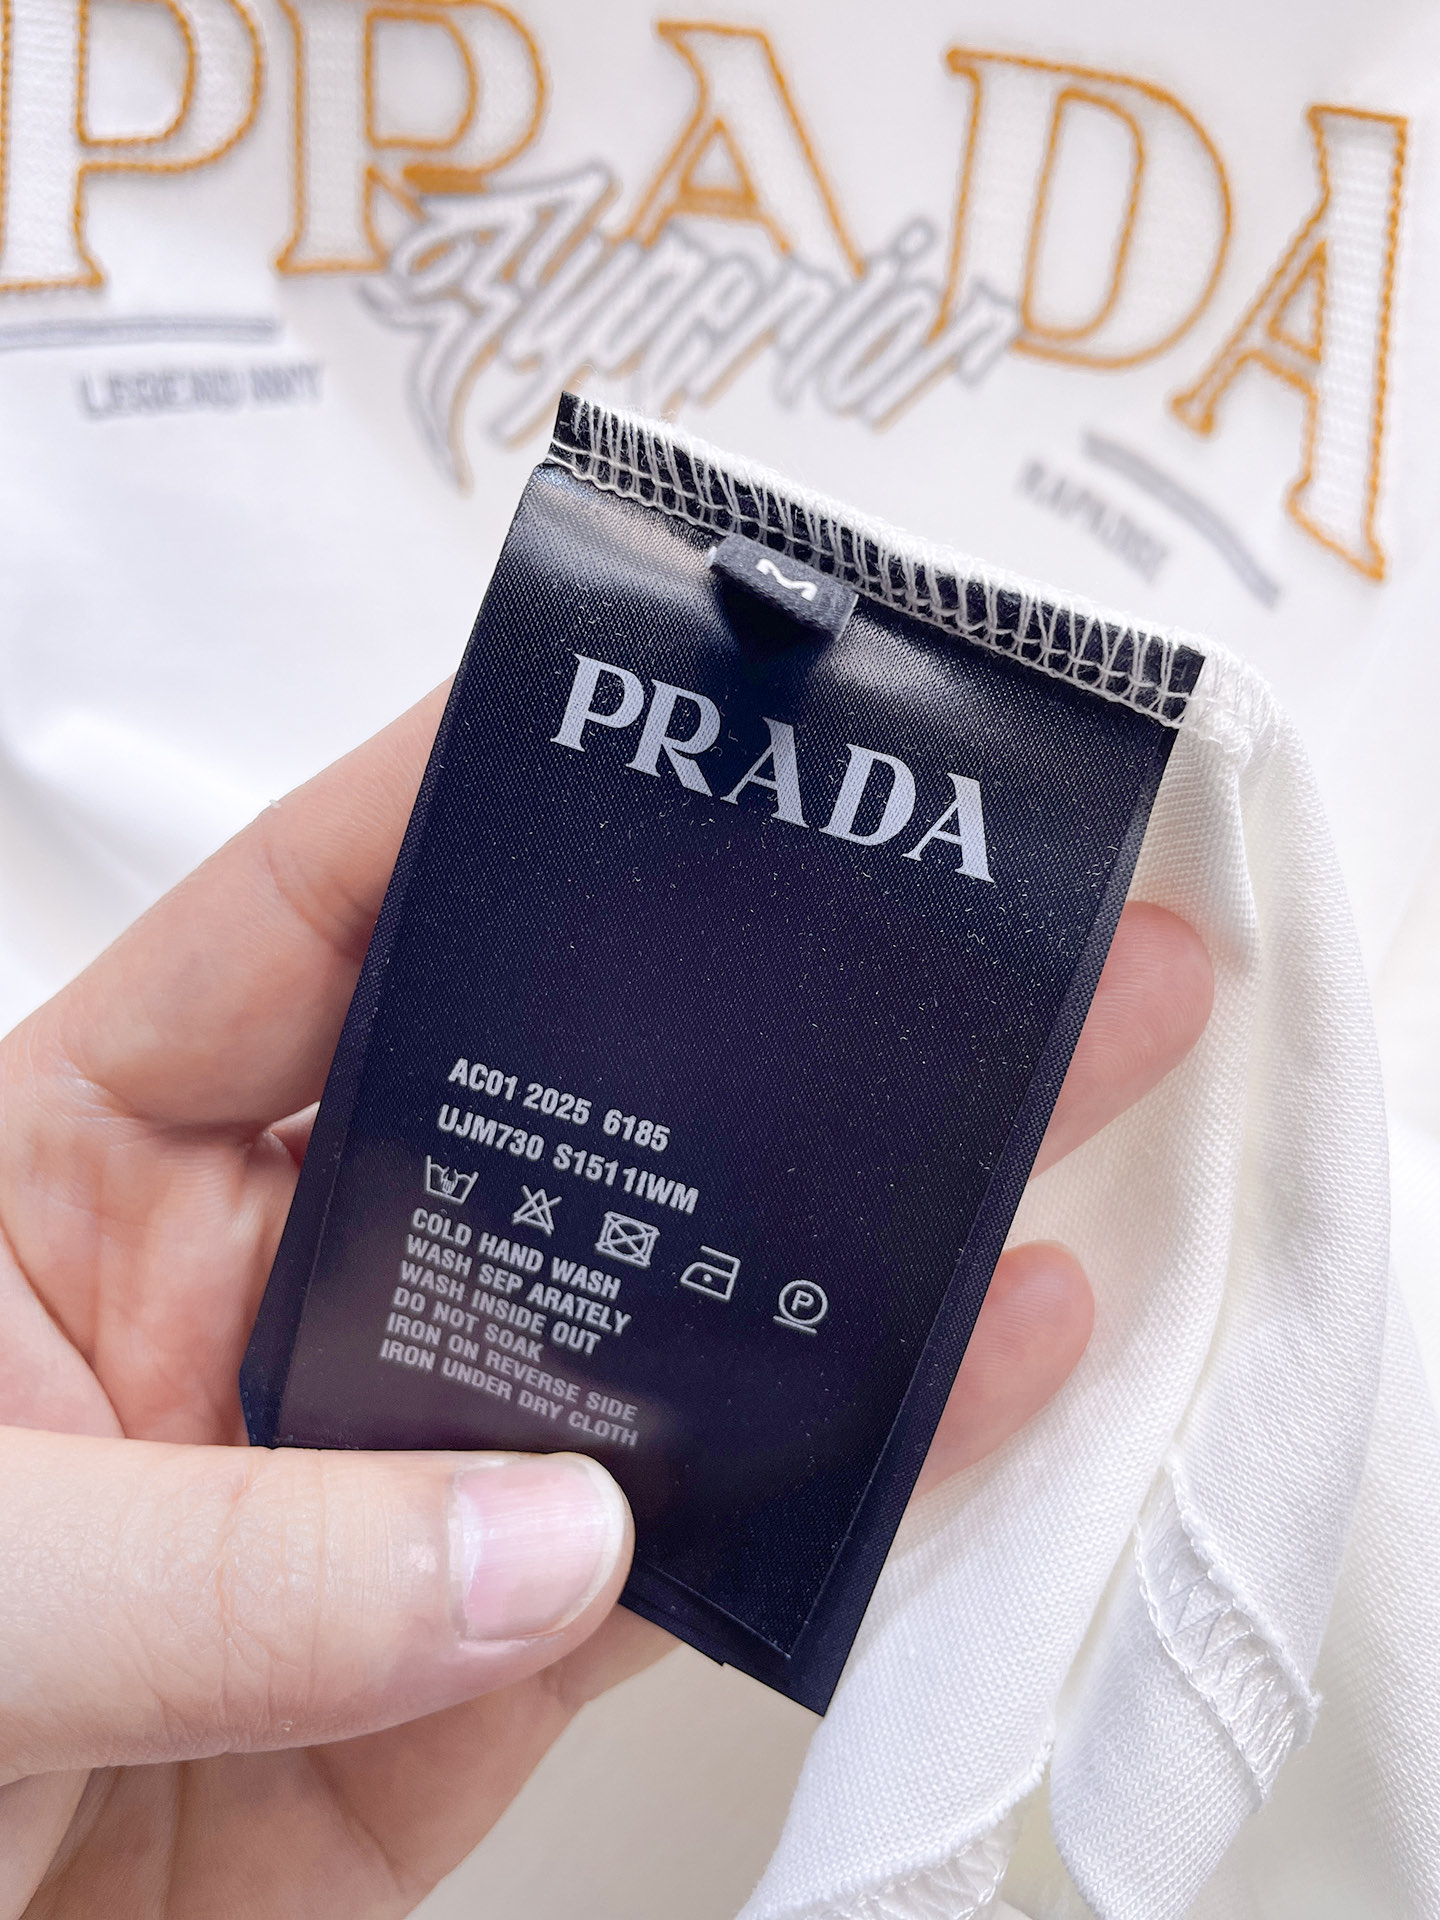 PRADA
Superior
M
PRADA
AC01 2025 6185
UJM730 S1511IWM
P
COLD HAND WASH
WASH SEP ARATELY
WASH INSIDE OUT
DO NOT SOAK
IRON ON REVERSE SIDE
IRON UNDER DRY CLOTH